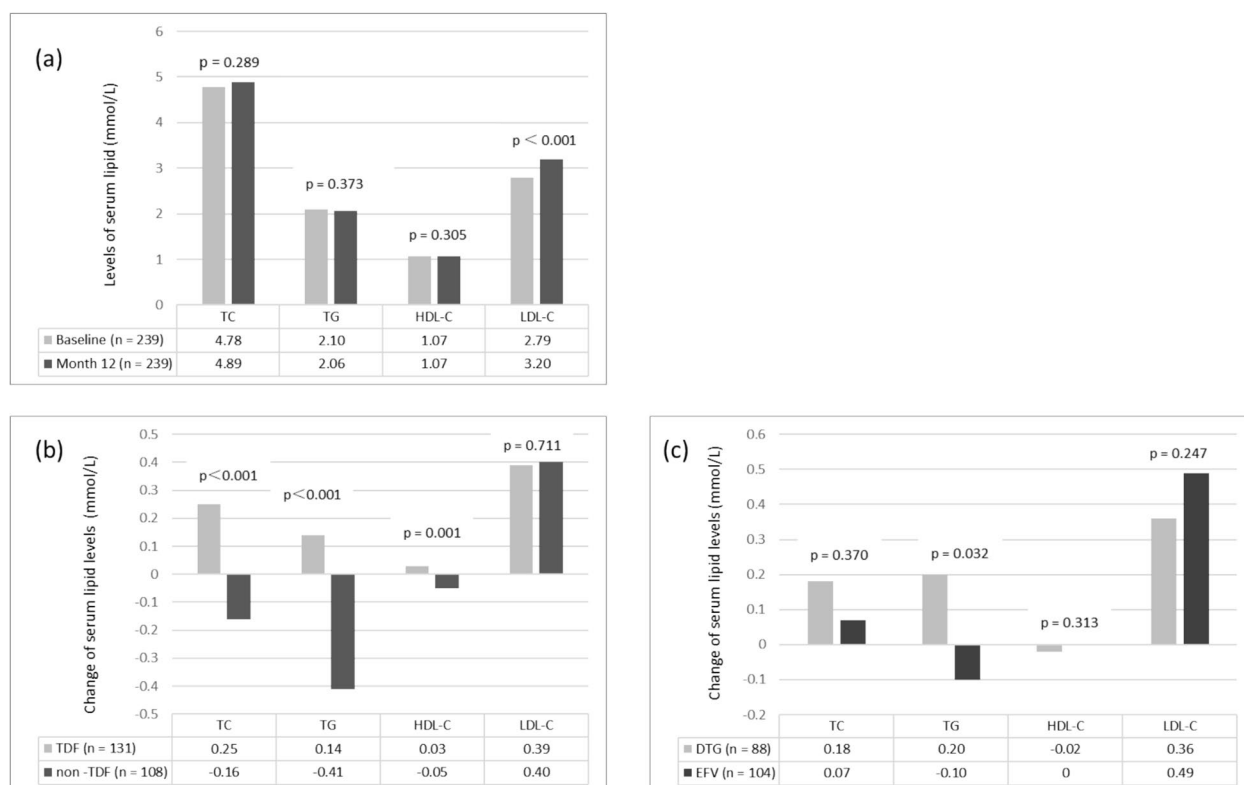 (a)
Levels of serum lipid (mmol/L)
6
5
4
3
2
1
0
p = 0.289
p = 0.373
p = 0.305
p < 0.001
TC TG HDL-C LDL-C
Baseline (n = 239) 4.78 2.10 1.07 2.79
Month 12 (n = 239) 4.89 2.06 1.07 3.20
(b)
Change of serum lipid levels (mmol/L)
0.5
0.4
0.3
0.2
0.1
0
-0.1
-0.2
-0.3
-0.4
-0.5
p<0.001
p<0.001
p = 0.001
p = 0.711
TC TG HDL-C LDL-C
TDF (n = 131) 0.25 0.14 0.03 0.39
non -TDF (n = 108) -0.16 -0.41 -0.05 0.40
(c)
Change of serum lipid levels (mmol/L)
0.6
0.5
0.4
0.3
0.2
0.1
0
-0.1
-0.2
p = 0.370
p = 0.032
p = 0.313
p = 0.247
TC TG HDL-C LDL-C
DTG (n = 88) 0.18 0.20 -0.02 0.36
EFV (n = 104) 0.07 -0.10 0 0.49